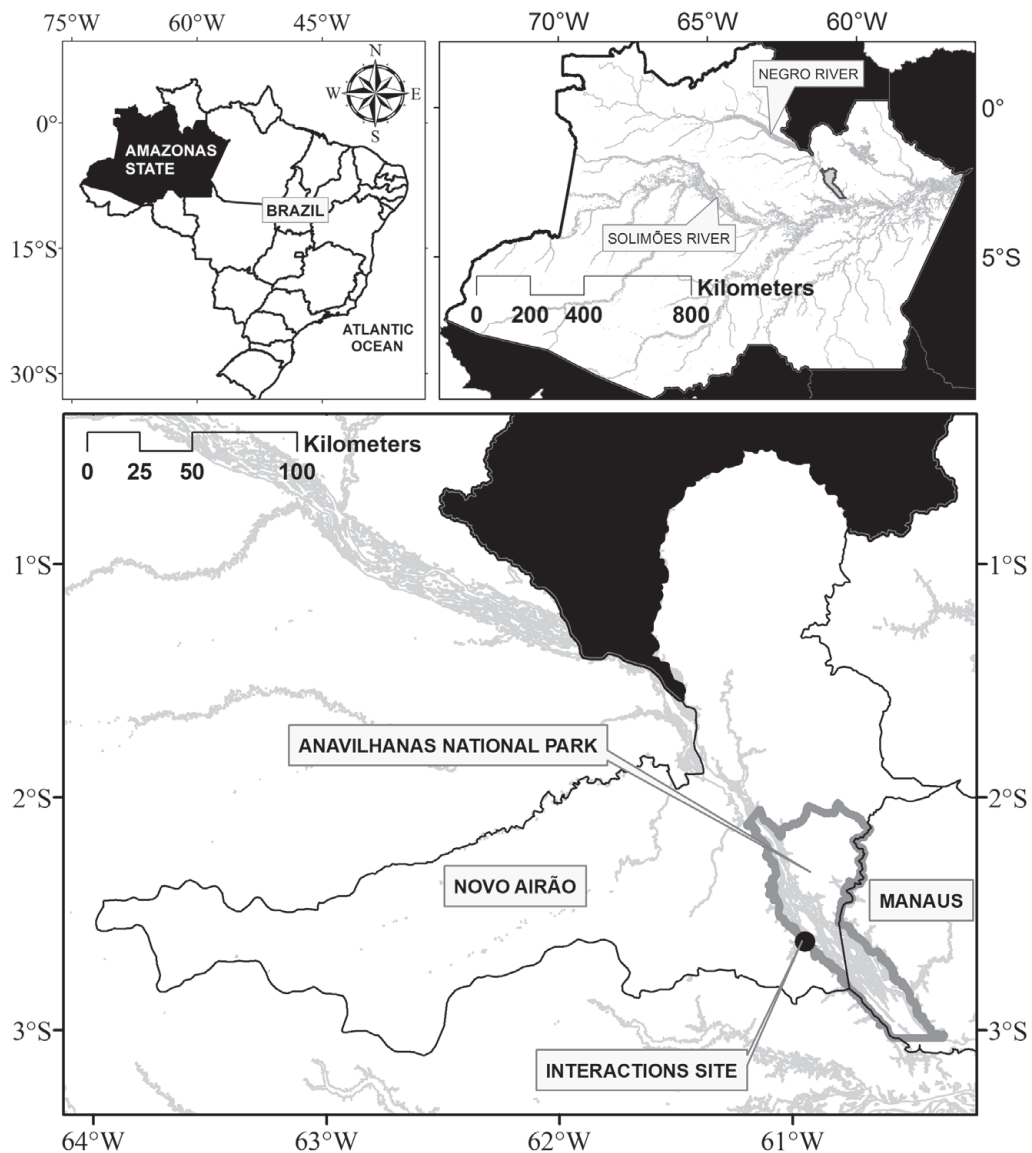 75°W 60°W 45°W
N
W E
S
0°
15°S
30°S
AMAZONAS
STATE
BRAZIL
ATLANTIC
OCEAN
70°W 65°W 60°W
NEGRO RIVER
0°
SOLIMÕES RIVER
5°S
Kilometers
0 200 400 800
Kilometers
0 25 50 100
1°S 1°S
ANAVILHANAS NATIONAL PARK
2°S 2°S
NOVO AIRÃO
MANAUS
3°S 3°S
INTERACTIONS SITE
64°W 63°W 62°W 61°W